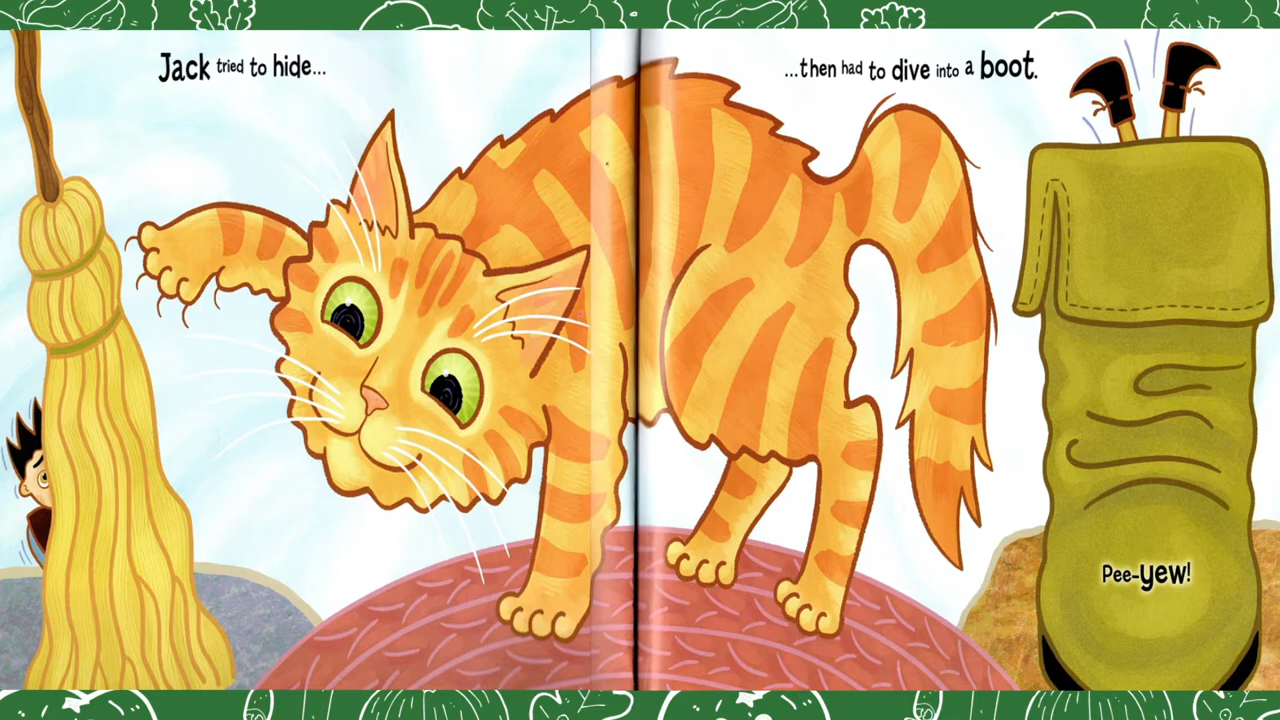 Jack tried to hide...
...then had to dive into a boot.
Pee-yew!